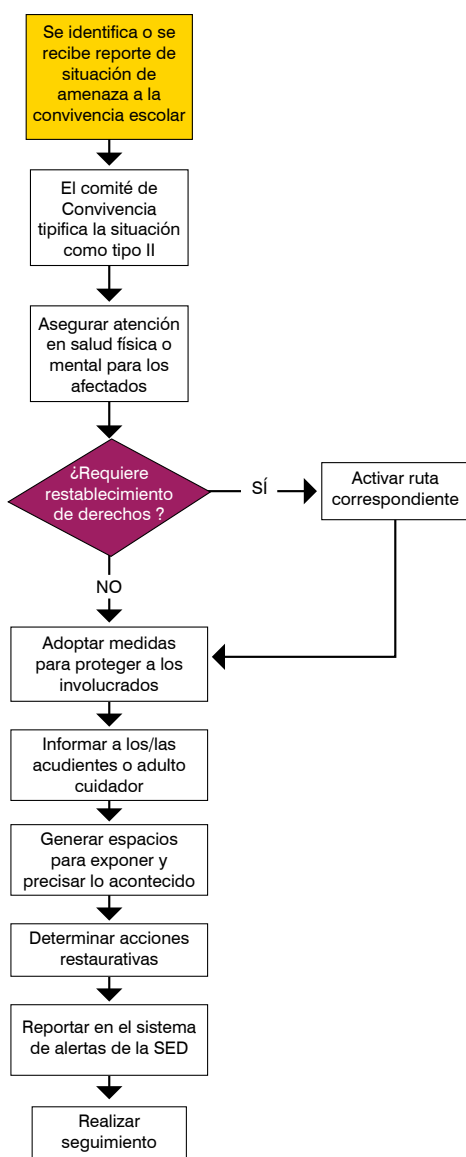 Se identifica o se
recibe reporte de
situación de
amenaza a la
convivencia escolar
El comité de
Convivencia
tipifica la situación
como tipo II
Asegurar atención
en salud física o
mental para los
afectados
¿Requiere
restablecimiento
de derechos ?
SÍ
Activar ruta
correspondiente
NO
Adoptar medidas
para proteger a los
involucrados
Informar a los/las
acudientes o adulto
cuidador
Generar espacios
para exponer y
precisar lo acontecido
Determinar acciones
restaurativas
Reportar en el sistema
de alertas de la SED
Realizar
seguimiento